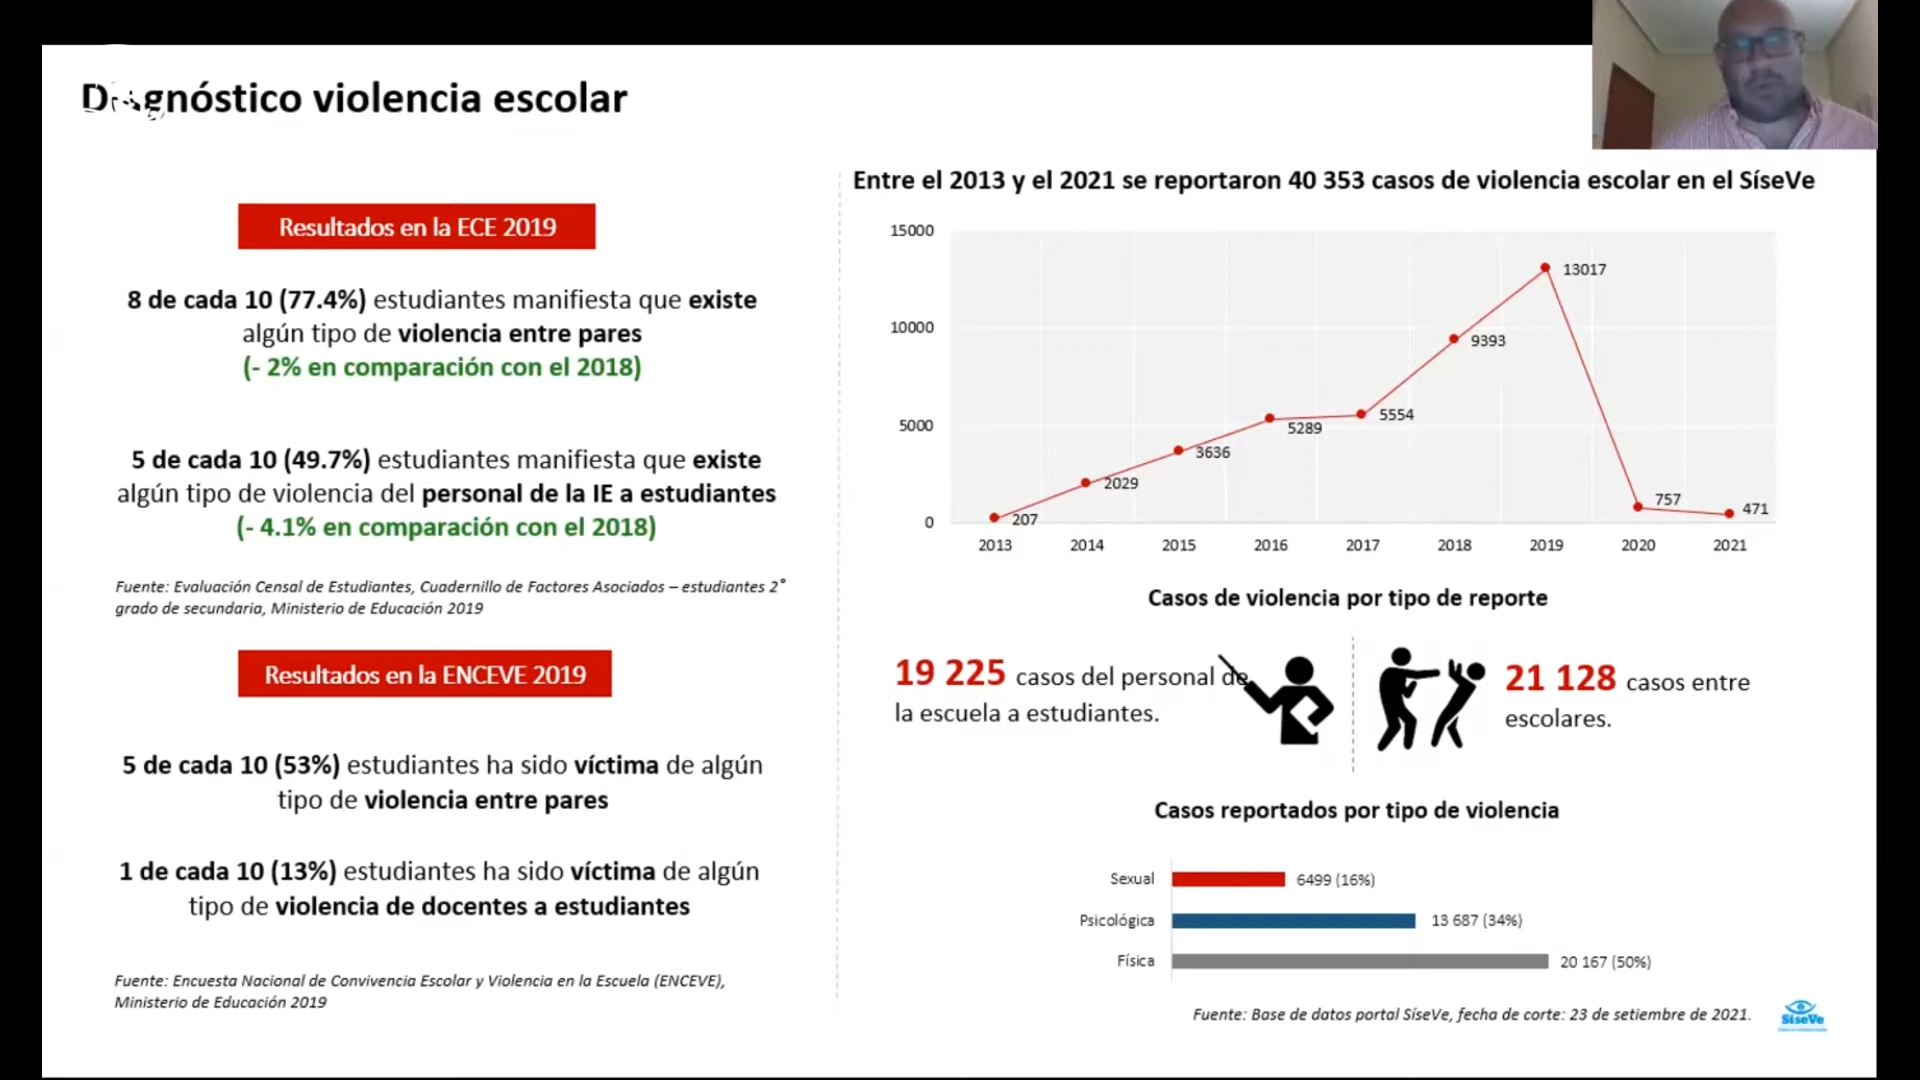 Diagnóstico violencia escolar
Resultados en la ECE 2019
8 de cada 10 (77.4%) estudiantes manifiesta que existe
algún tipo de violencia entre pares
(- 2% en comparación con el 2018)
5 de cada 10 (49.7%) estudiantes manifiesta que existe
algún tipo de violencia del personal de la IE a estudiantes
(- 4.1% en comparación con el 2018)
Fuente: Evaluación Censal de Estudiantes, Cuadernillo de Factores Asociados – estudiantes 2°
grado de secundaria, Ministerio de Educación 2019
Resultados en la ENCEVE 2019
5 de cada 10 (53%) estudiantes ha sido víctima de algún
tipo de violencia entre pares
1 de cada 10 (13%) estudiantes ha sido víctima de algún
tipo de violencia de docentes a estudiantes
Fuente: Encuesta Nacional de Convivencia Escolar y Violencia en la Escuela (ENCEVE),
Ministerio de Educación 2019
Entre el 2013 y el 2021 se reportaron 40 353 casos de violencia escolar en el SíseVe
15000
10000
5000
0
207
2029
3636
5289
5554
9393
13017
757
471
2013 2014 2015 2016 2017 2018 2019 2020 2021
Casos de violencia por tipo de reporte
19 225 casos del personal de
la escuela a estudiantes.
21 128 casos entre
escolares.
Casos reportados por tipo de violencia
Sexual 6499 (16%)
Psicológica 13 687 (34%)
Física 20 167 (50%)
Fuente: Base de datos portal SíseVe, fecha de corte: 23 de setiembre de 2021.
SíseVe